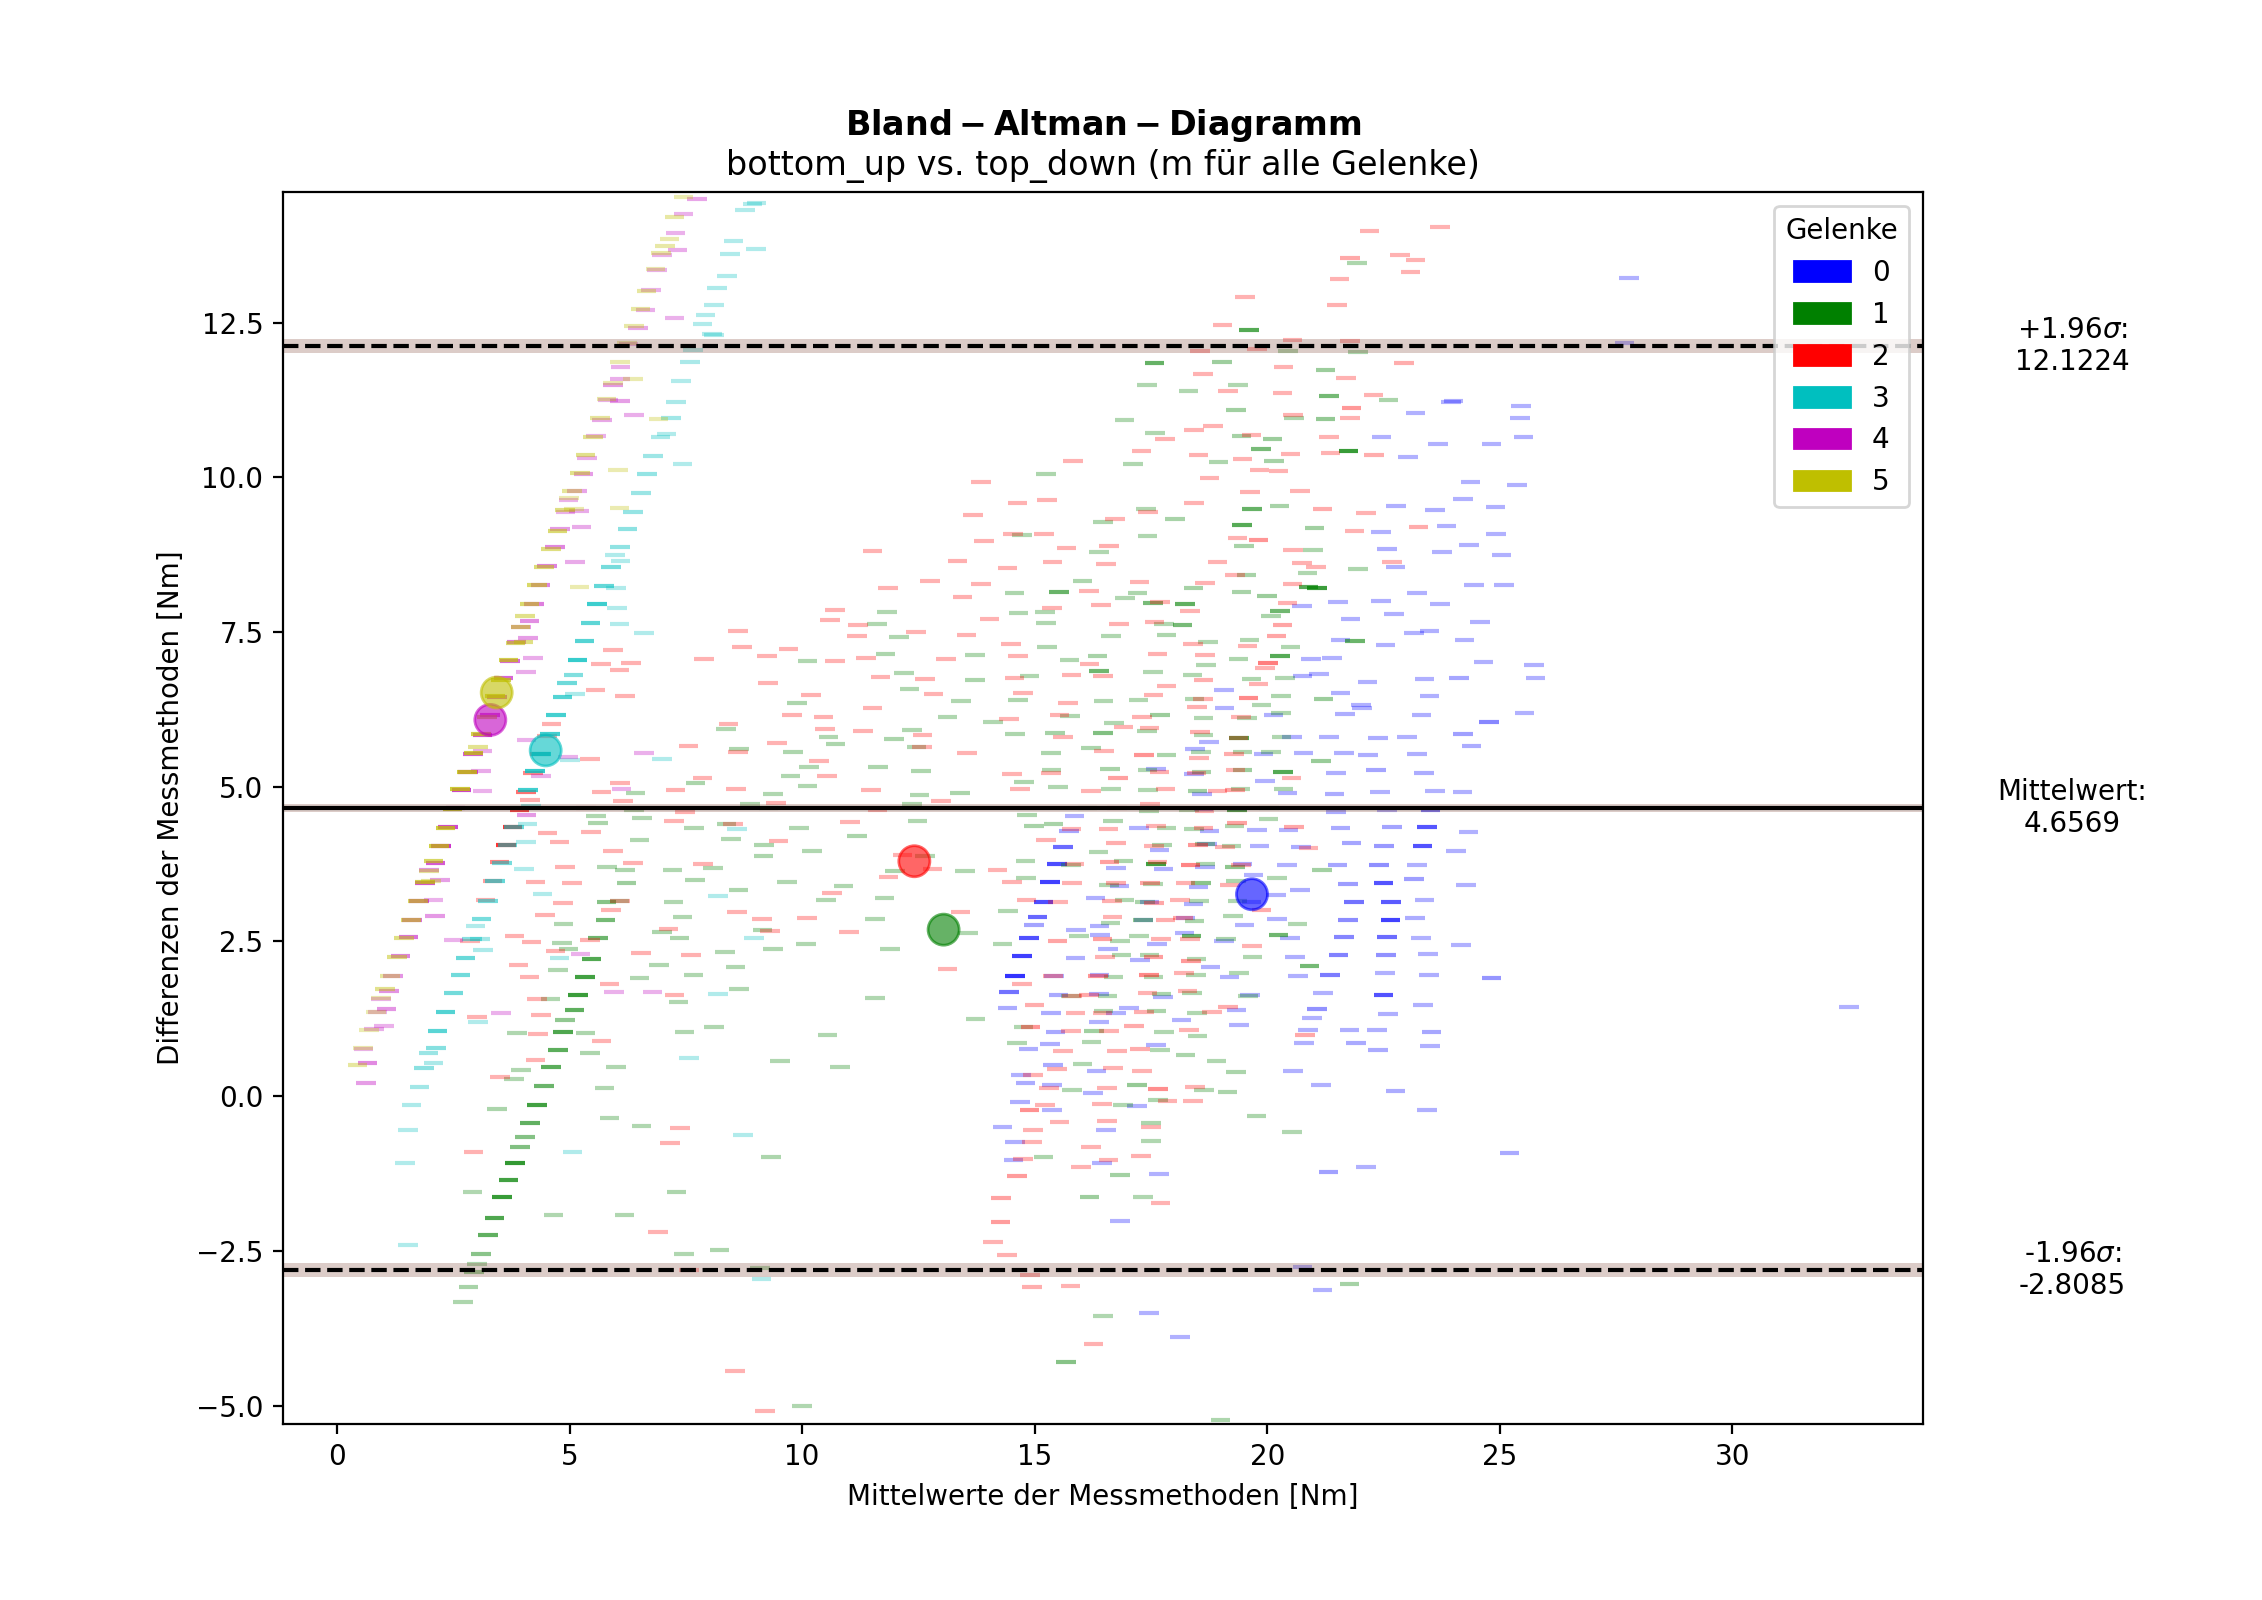 Bland−Altman−Diagramm
bottom_up vs. top_down (m für alle Gelenke)
Differenzen der Messmethoden [Nm]
12.5
10.0
7.5
5.0
2.5
0.0
−2.5
−5.0
0 5 10 15 20 25 30
Mittelwerte der Messmethoden [Nm]
Gelenke
0
1
2
3
4
5
+1.96σ:
12.1224
Mittelwert:
4.6569
-1.96σ:
-2.8085